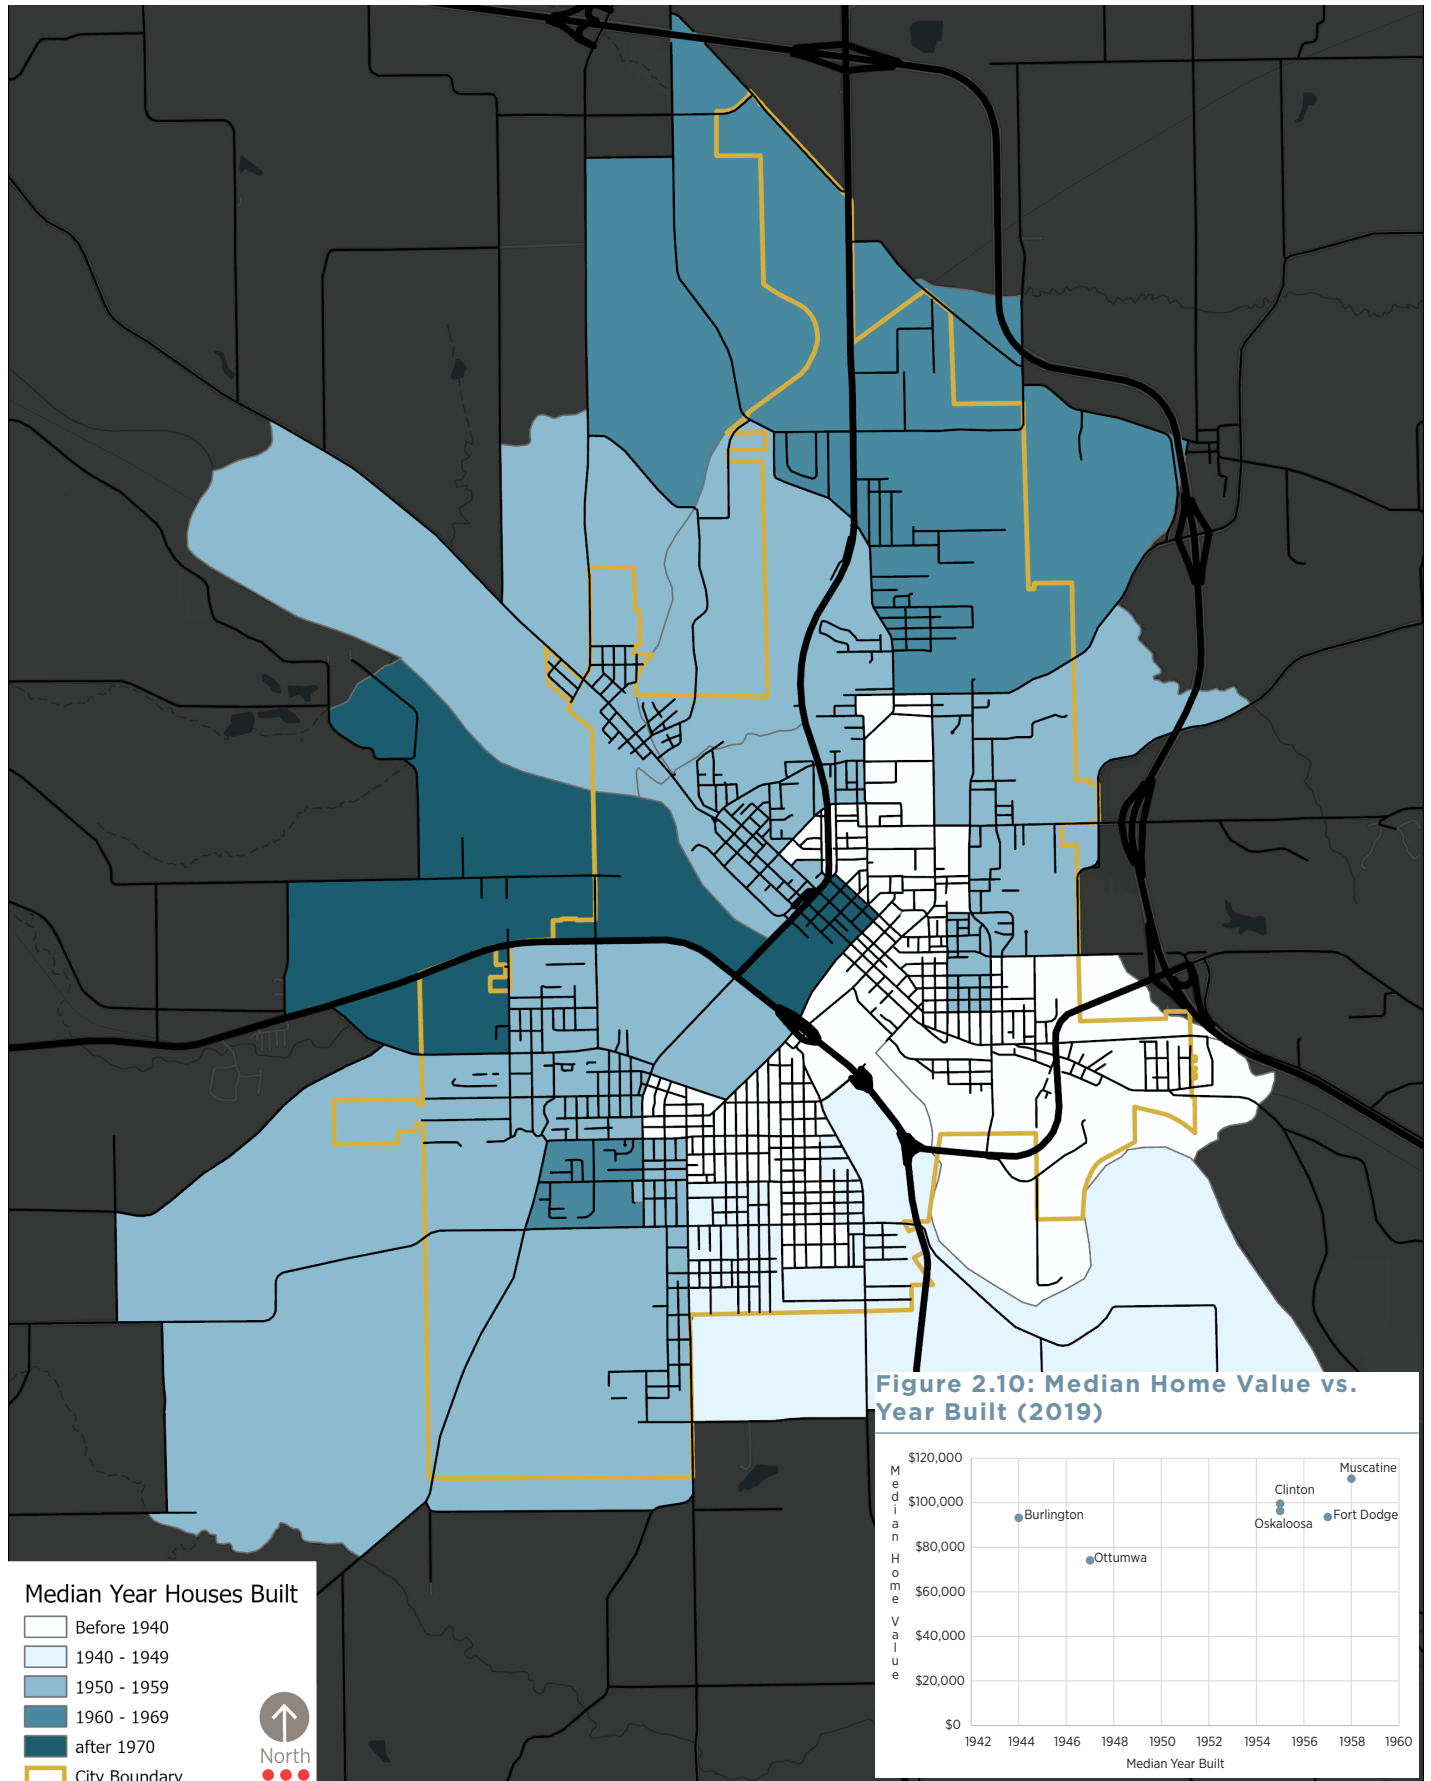 Figure 2.10: Median Home Value vs.
Year Built (2019)
Median Home Value
$120,000
$100,000
$80,000
$60,000
$40,000
$20,000
$0
Muscatine
Clinton
Burlington
Oskaloosa
Fort Dodge
Ottumwa
1942 1944 1946 1948 1950 1952 1954 1956 1958 1960
Median Year Built
Median Year Houses Built
Before 1940
1940 - 1949
1950 - 1959
1960 - 1969
after 1970
City Boundary
North